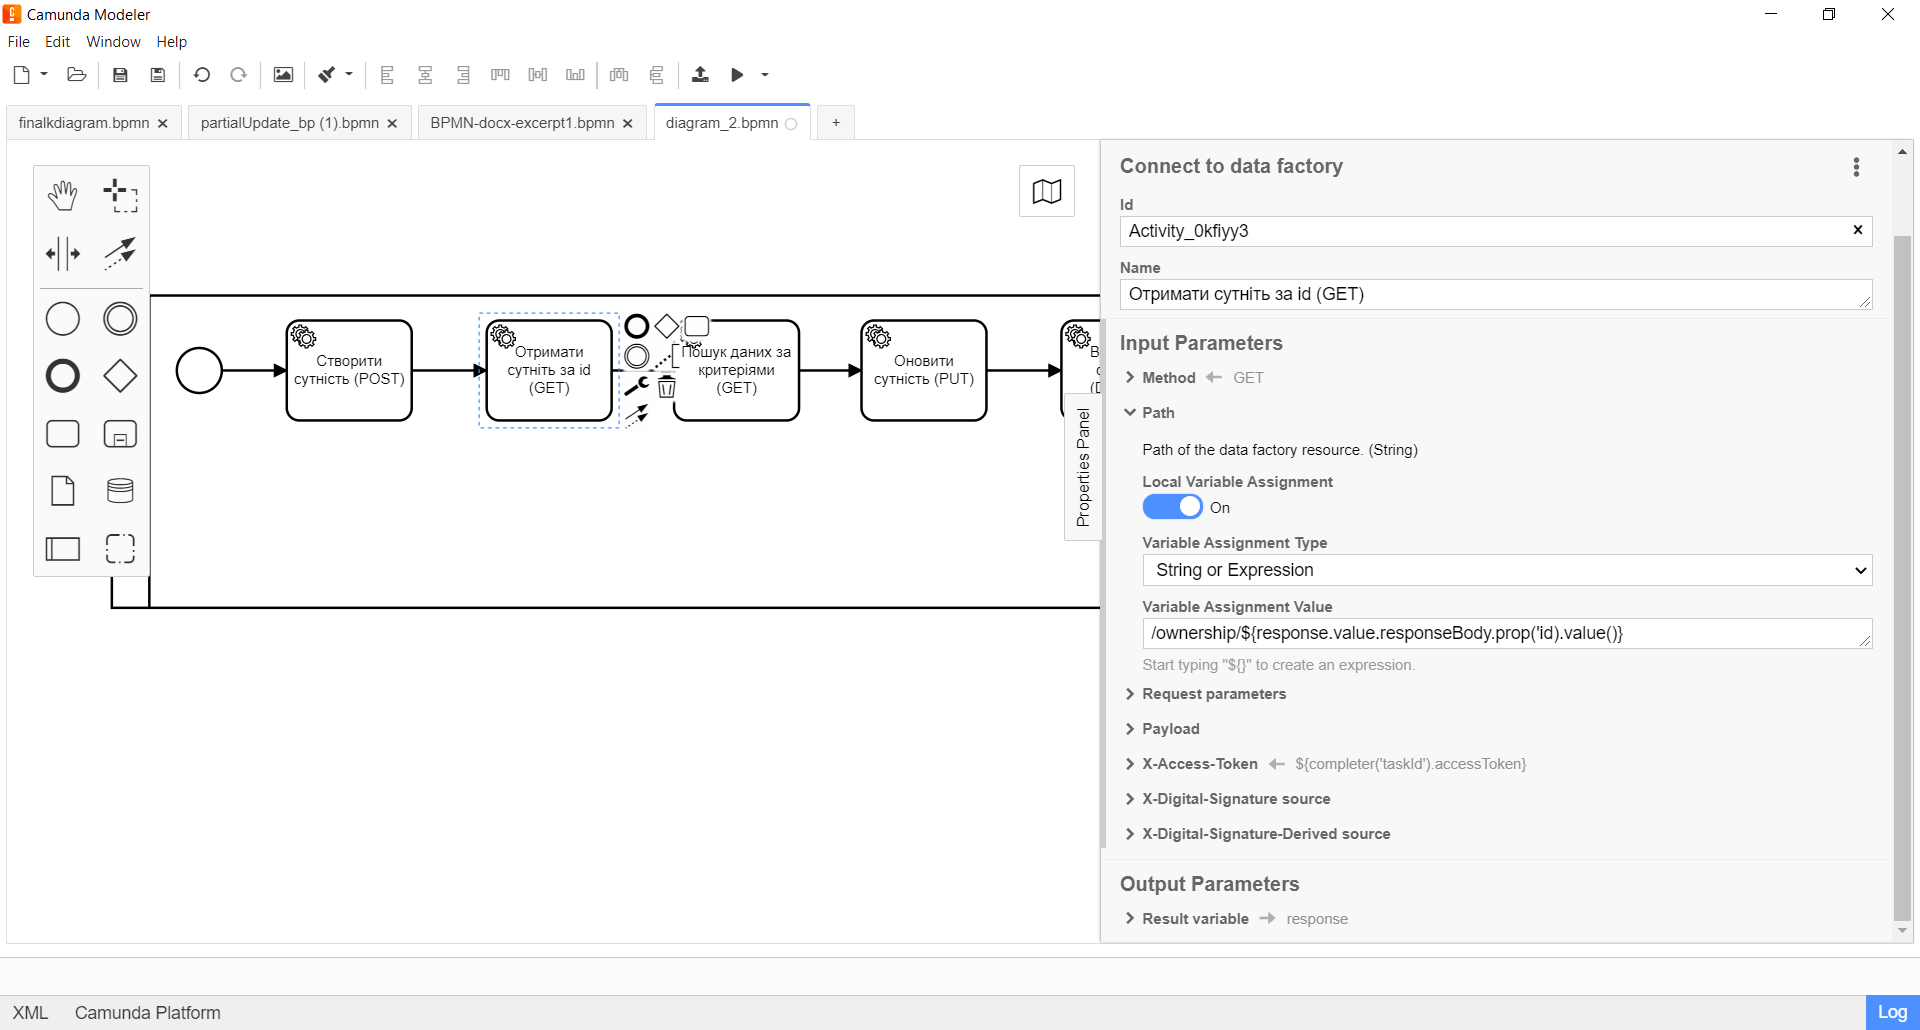 Camunda Modeler
File Edit Window Help
finalkdiagram.bpmn
partialUpdate_bp (1).bpmn
BPMN-docx-excerpt1.bpmn
diagram_2.bpmn
+
Створити
сутність (POST)
Отримати
сутніть за id
(GET)
Пошук даних за
критеріями
(GET)
Оновити
сутність (PUT)
Properties Panel
Connect to data factory
Id
Activity_0kfiyy3
Name
Отримати сутніть за id (GET)
Input Parameters
Method ← GET
Path
Path of the data factory resource. (String)
Local Variable Assignment
On
Variable Assignment Type
String or Expression
Variable Assignment Value
/ownership/${response.value.responseBody.prop('id).value()}
Start typing "${}" to create an expression.
Request parameters
Payload
X-Access-Token ← ${completer('taskId').accessToken}
X-Digital-Signature source
X-Digital-Signature-Derived source
Output Parameters
Result variable → response
XML Camunda Platform
Log